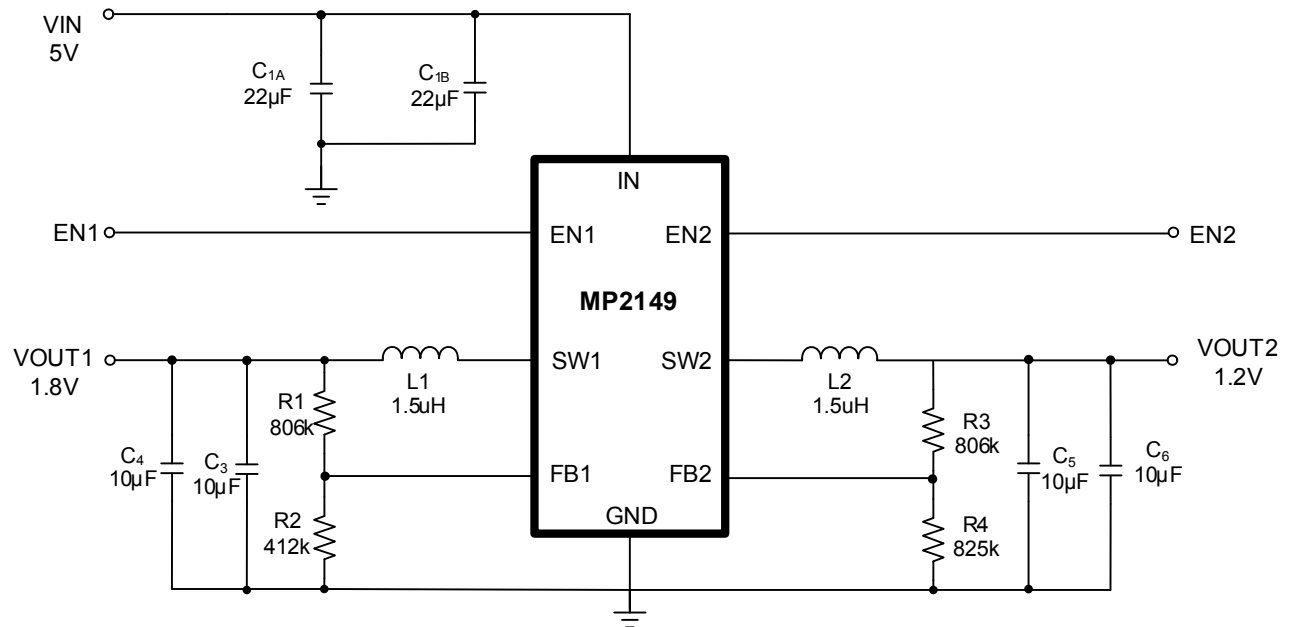 VIN
5V
C1A
22µF
C1B
22µF
IN
EN1
EN1
EN2
EN2
MP2149
VOUT1
1.8V
L1
1.5uH
SW1
SW2
L2
1.5uH
VOUT2
1.2V
R1
806k
R3
806k
C4
10µF
C3
10µF
FB1
FB2
C5
10µF
C6
10µF
R2
412k
GND
R4
825k